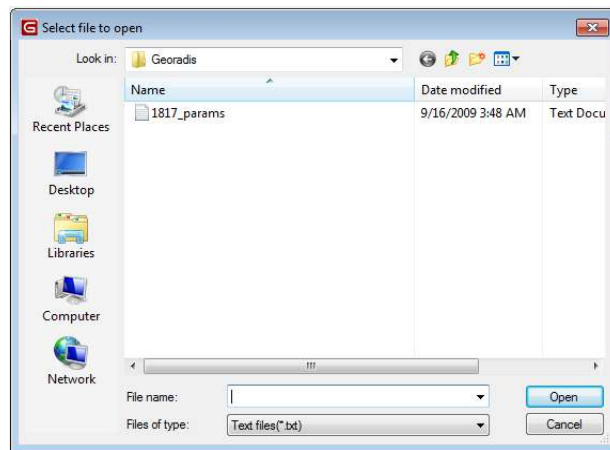 Select file to open
Look in: Georadis
Name Date modified Type
1817_params 9/16/2009 3:48 AM Text Docu
Recent Places
Desktop
Libraries
Computer
Network
File name: Open
Files of type: Text files(*.txt) Cancel